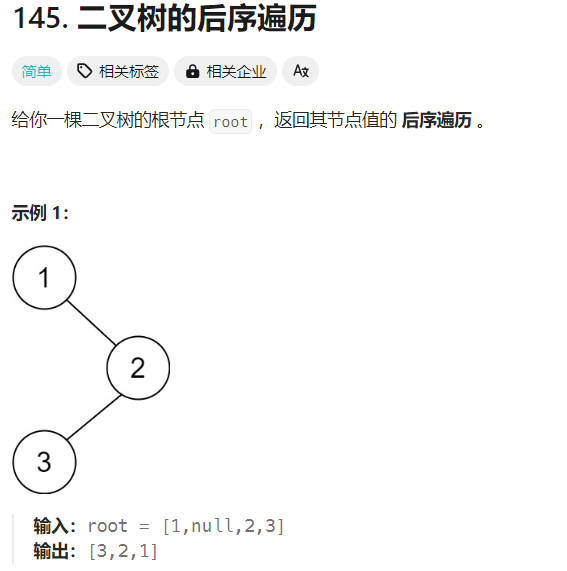 145. 二叉树的后序遍历
简单 相关标签 相关企业 A文
给你一棵二叉树的根节点 root ，返回其节点值的 后序遍历 。
示例 1：
1
2
3
输入：root = [1,null,2,3]
输出：[3,2,1]